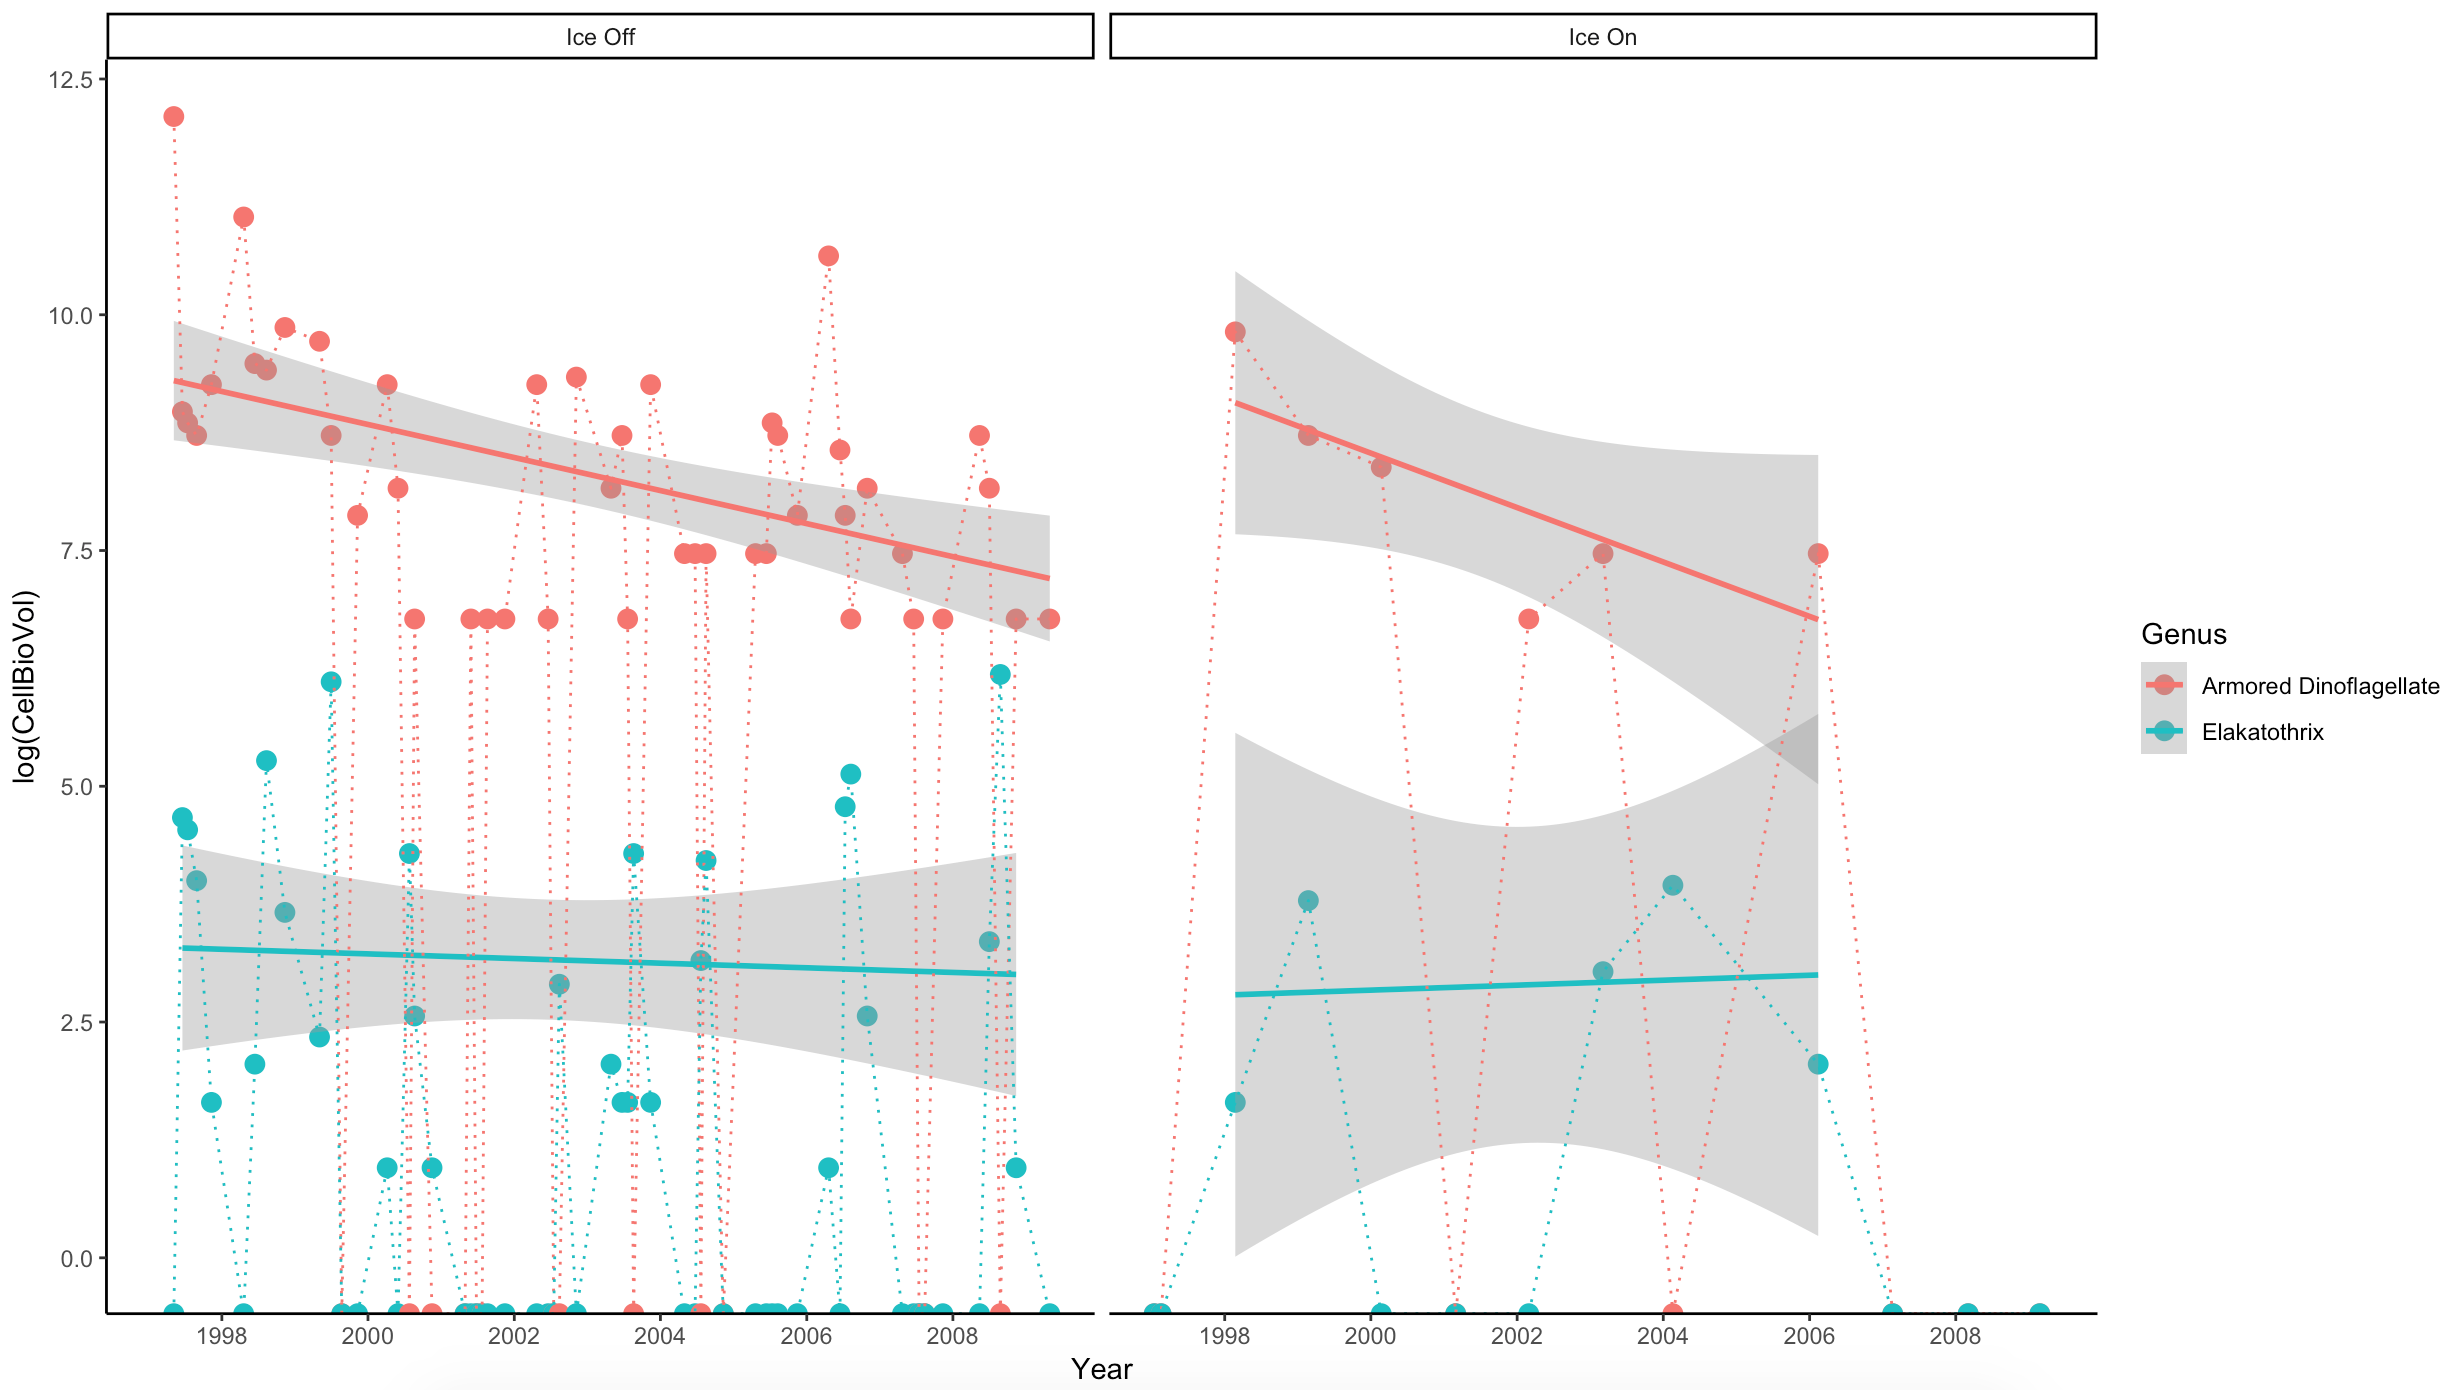 Ice Off
Ice On
12.5
10.0
7.5
5.0
2.5
0.0
log(CellBioVol)
1998 2000 2002 2004 2006 2008
1998 2000 2002 2004 2006 2008
Year
Genus
Armored Dinoflagellate
Elakatothrix